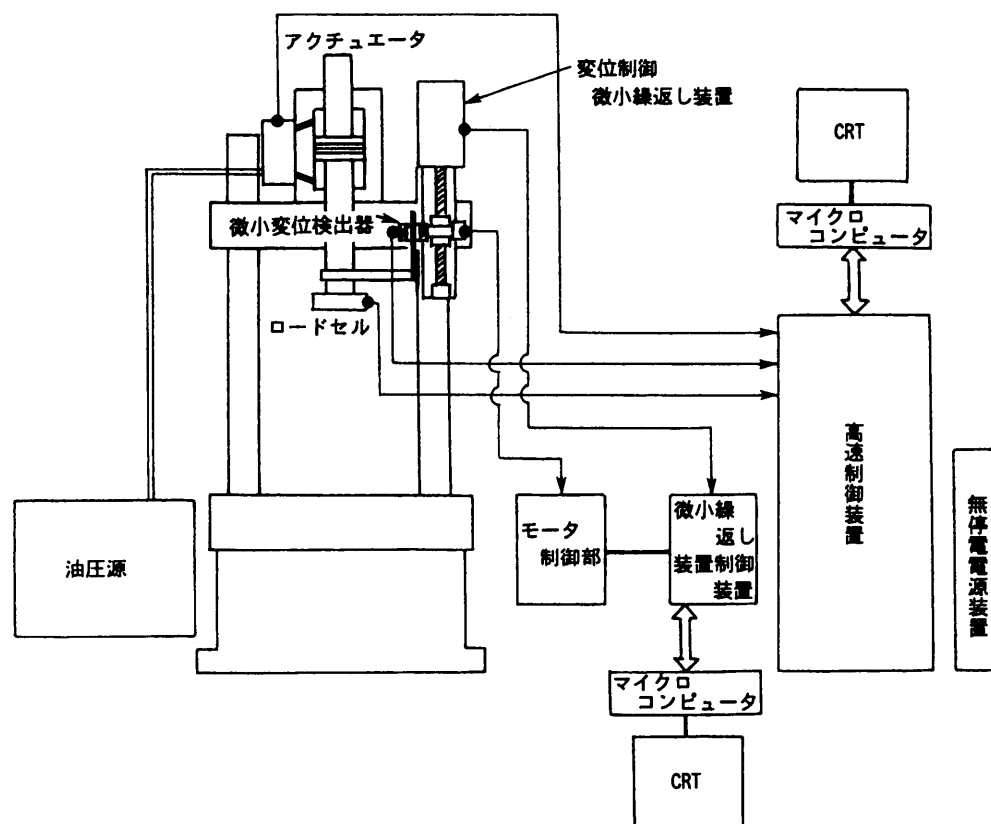 アクチュエータ
変位制御
微小繰返し装置
CRT
マイクロ
コンピュータ
微小変位検出器
ロードセル
高速制御装置
無停電電源装置
油圧源
モータ
制御部
微小繰
返し
装置制御
装置
マイクロ
コンピュータ
CRT